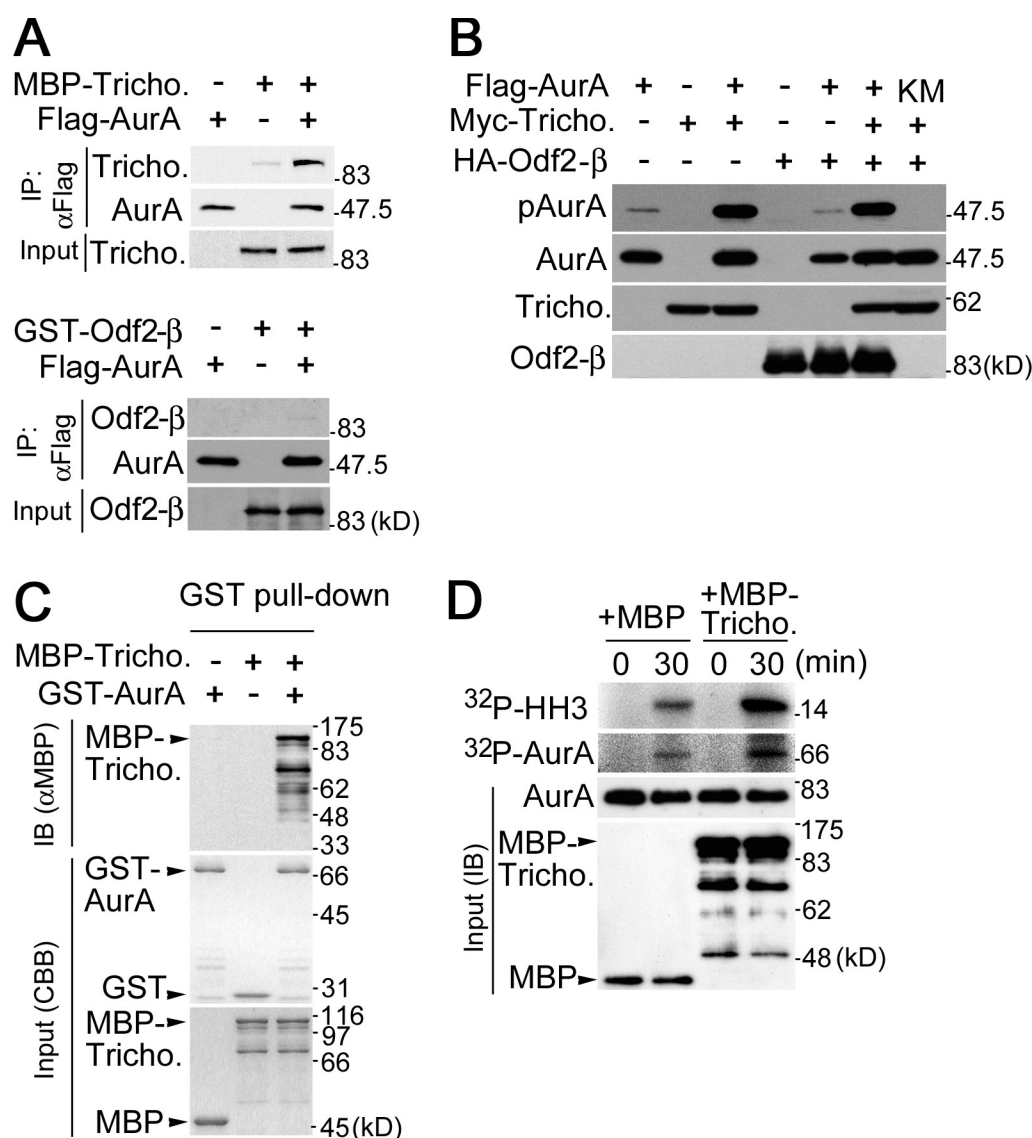 A
MBP-Tricho. - + +
Flag-AurA + - +
IP: αFlag
Tricho. -83
AurA -47.5
Input Tricho. -83
GST-Odf2-β - + +
Flag-AurA + - +
IP: αFlag
Odf2-β -83
AurA -47.5
Input Odf2-β -83 (kD)
B
Flag-AurA + - + - + + KM
Myc-Tricho. - + + - - + +
HA-Odf2-β - - - + + + +
pAurA -47.5
AurA -47.5
Tricho. -62
Odf2-β -83(kD)
C
GST pull-down
MBP-Tricho. - + +
GST-AurA + - +
IB (αMBP)
MBP-Tricho.
-175
-83
-62
-48
-33
Input (CBB)
GST-AurA
-66
-45
GST -31
MBP-Tricho.
-116
-97
-66
MBP -45(kD)
D
+MBP +MBP-Tricho.
0 30 0 30 (min)
32P-HH3 -14
32P-AurA -66
Input (IB)
AurA -83
MBP-Tricho.
-175
-83
-62
-48 (kD)
MBP